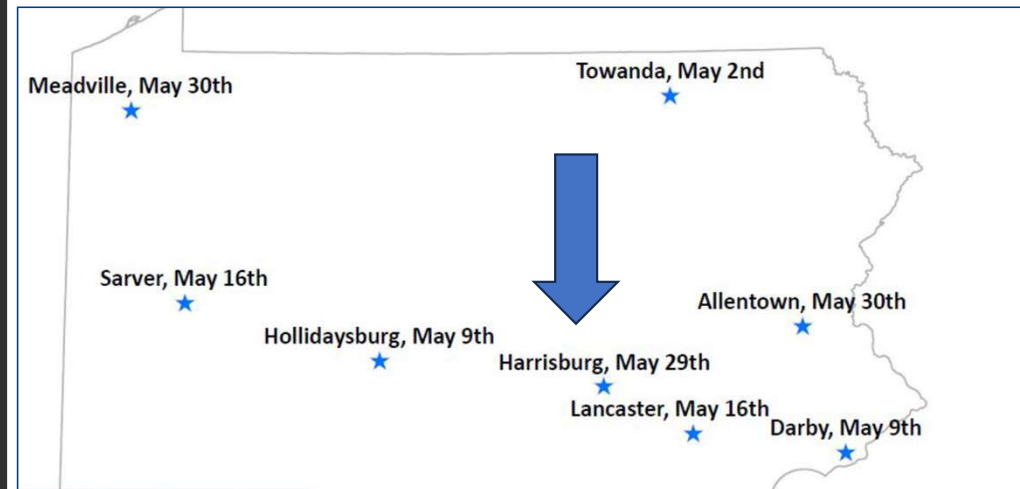 Towanda, May 2nd
Meadville, May 30th
Sarver, May 16th
Allentown, May 30th
Hollidaysburg, May 9th
Harrisburg, May 29th
Lancaster, May 16th
Darby, May 9th